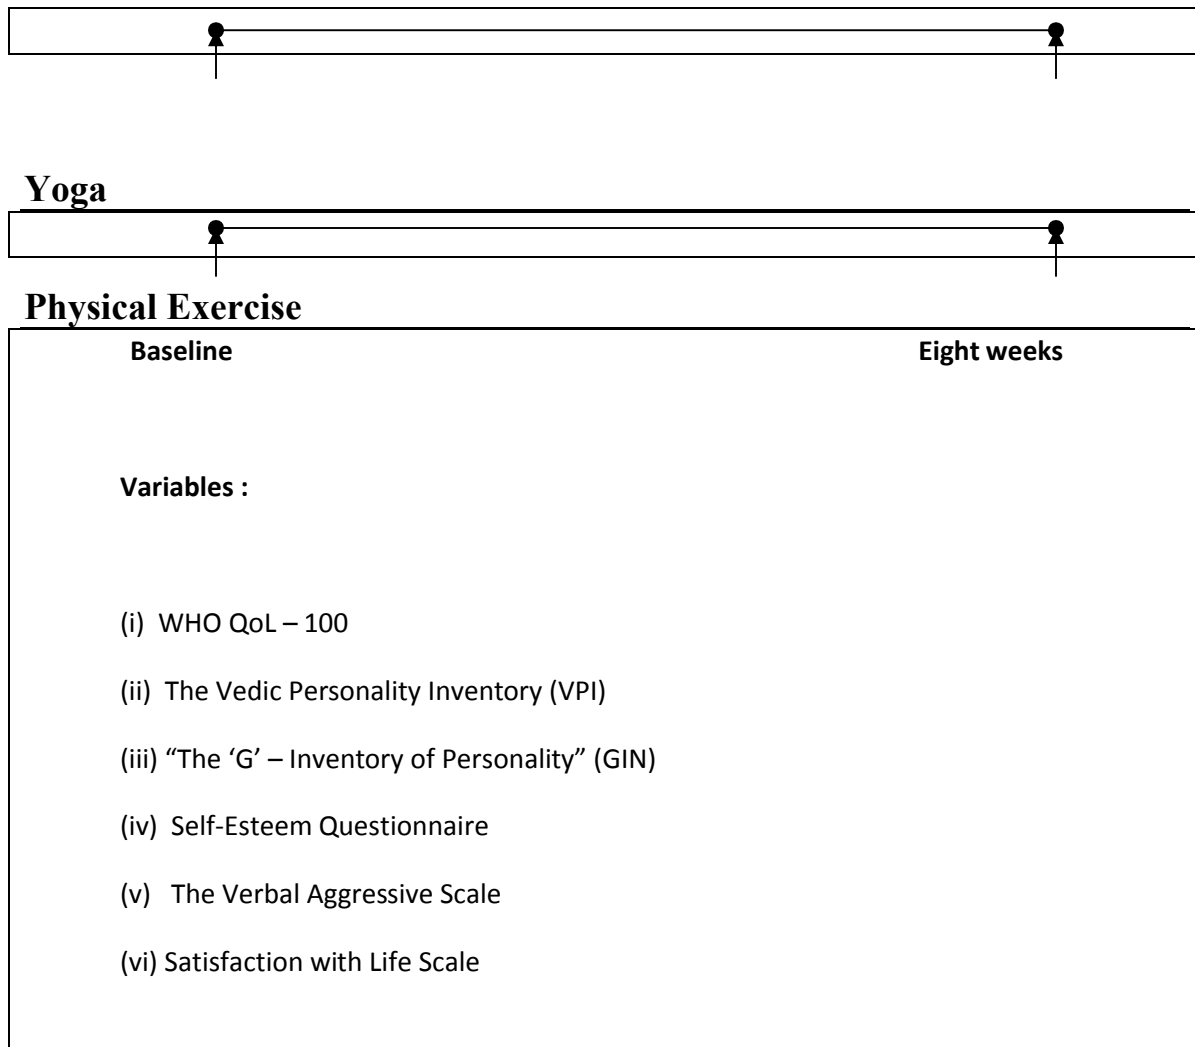 Yoga
Physical Exercise
Baseline Eight weeks
Variables :
(i) WHO QoL – 100
(ii) The Vedic Personality Inventory (VPI)
(iii) “The ‘G’ – Inventory of Personality” (GIN)
(iv) Self-Esteem Questionnaire
(v) The Verbal Aggressive Scale
(vi) Satisfaction with Life Scale